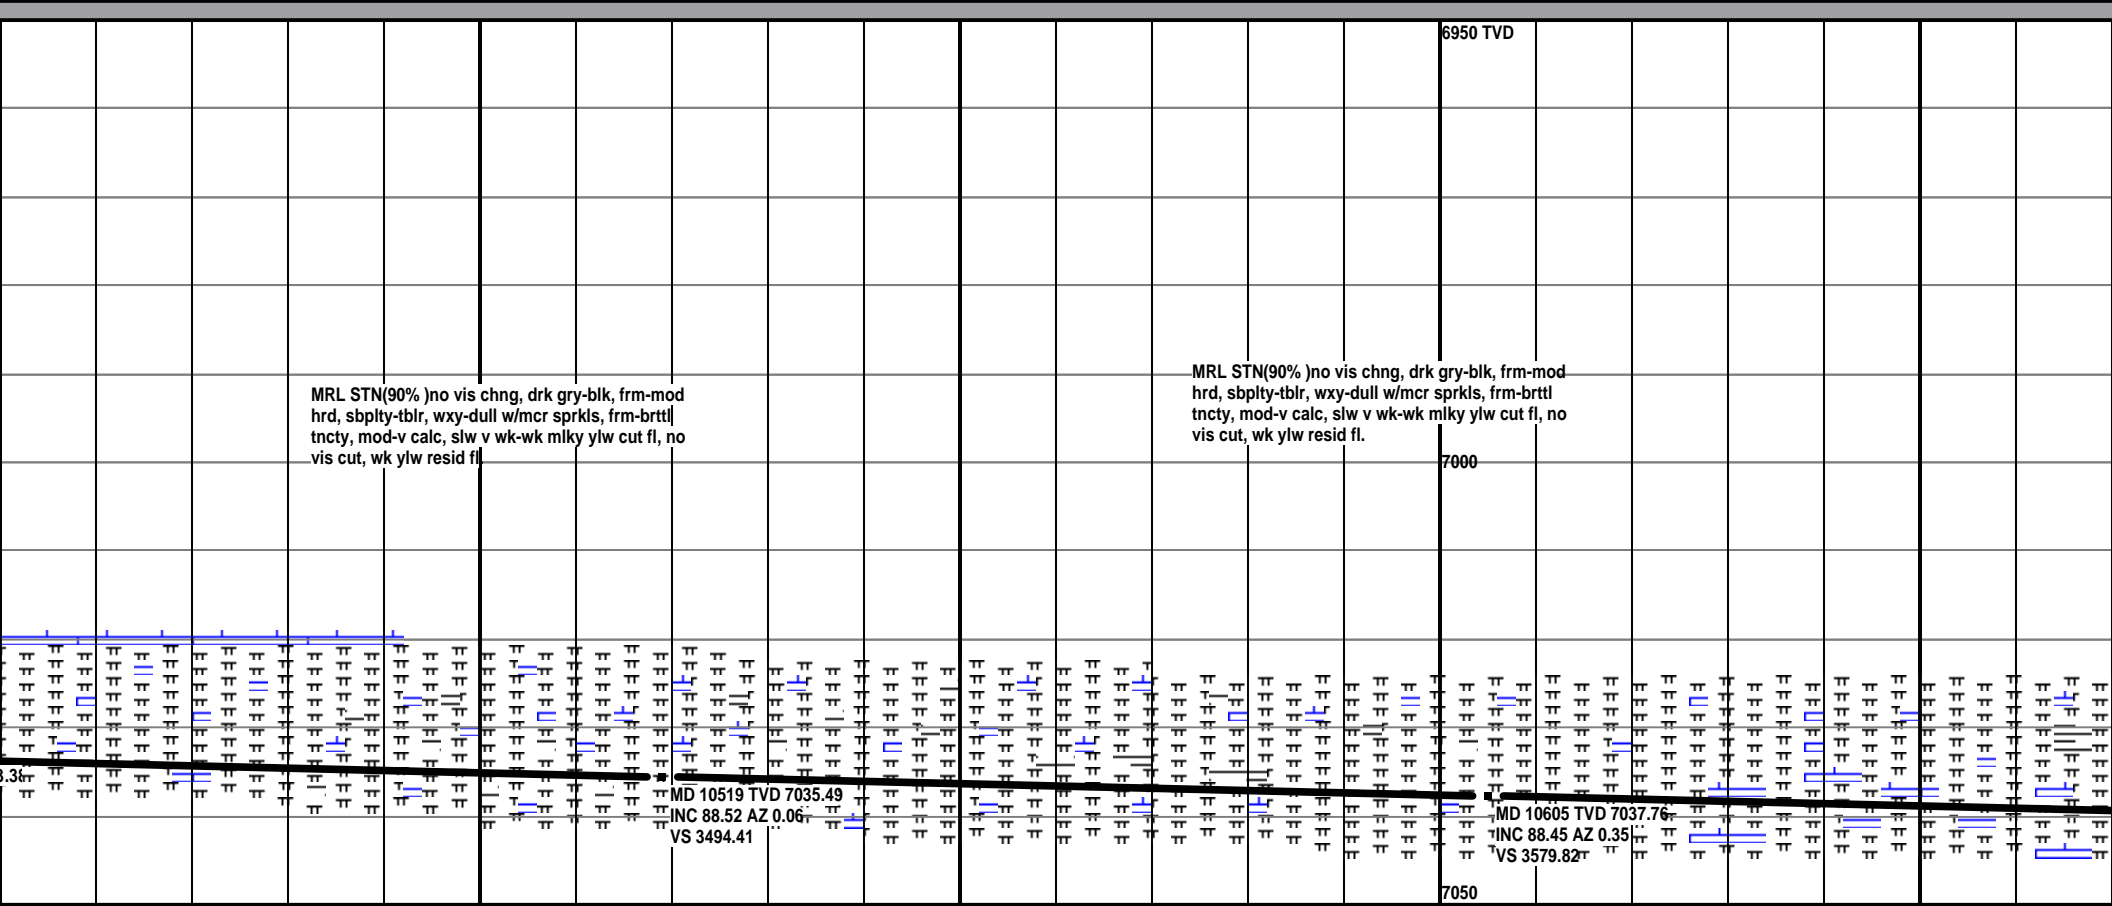 6950 TVD
MRL STN(90% )no vis chng, drk gry-blk, frm-mod
hrd, sbplty-tblr, wxy-dull w/mcr sprkls, frm-brttl
tncty, mod-v calc, slw v wk-wk mlky ylw cut fl, no
vis cut, wk ylw resid fl.
MRL STN(90% )no vis chng, drk gry-blk, frm-mod
hrd, sbplty-tblr, wxy-dull w/mcr sprkls, frm-brttl
tncty, mod-v calc, slw v wk-wk mlky ylw cut fl, no
vis cut, wk ylw resid fl.
7000
MD 10519 TVD 7035.49
INC 88.52 AZ 0.06
VS 3494.41
MD 10605 TVD 7037.76
INC 88.45 AZ 0.35
VS 3579.82
7050